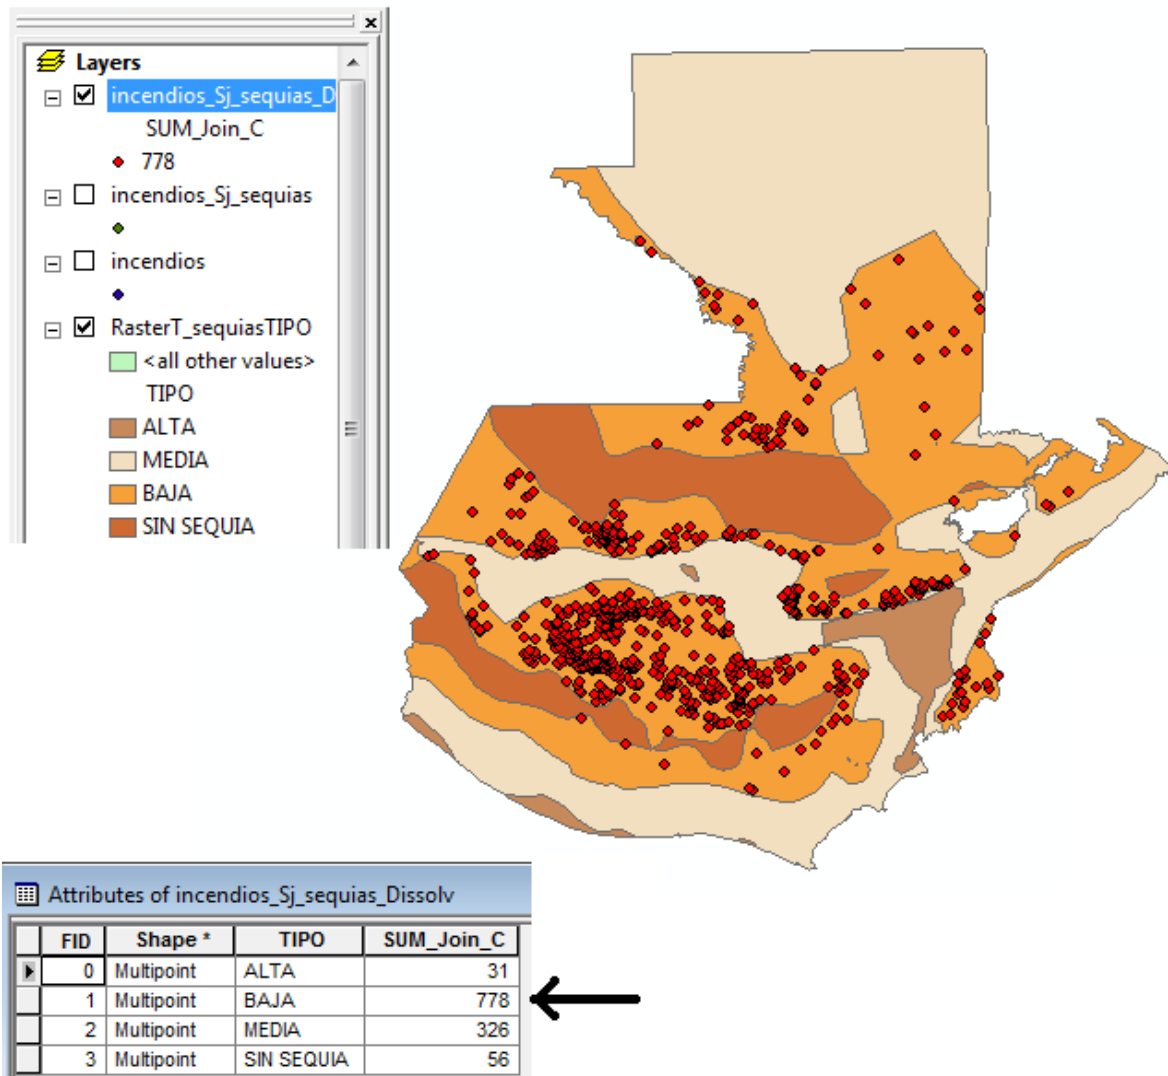 Layers
incendios_Sj_sequias_D
SUM_Join_C
778
incendios_Sj_sequias
incendios
RasterT_sequiasTIPO
<all other values>
TIPO
ALTA
MEDIA
BAJA
SIN SEQUIA
Attributes of incendios_Sj_sequias_Dissolv
FID Shape * TIPO SUM_Join_C
0 Multipoint ALTA 31
1 Multipoint BAJA 778
2 Multipoint MEDIA 326
3 Multipoint SIN SEQUIA 56